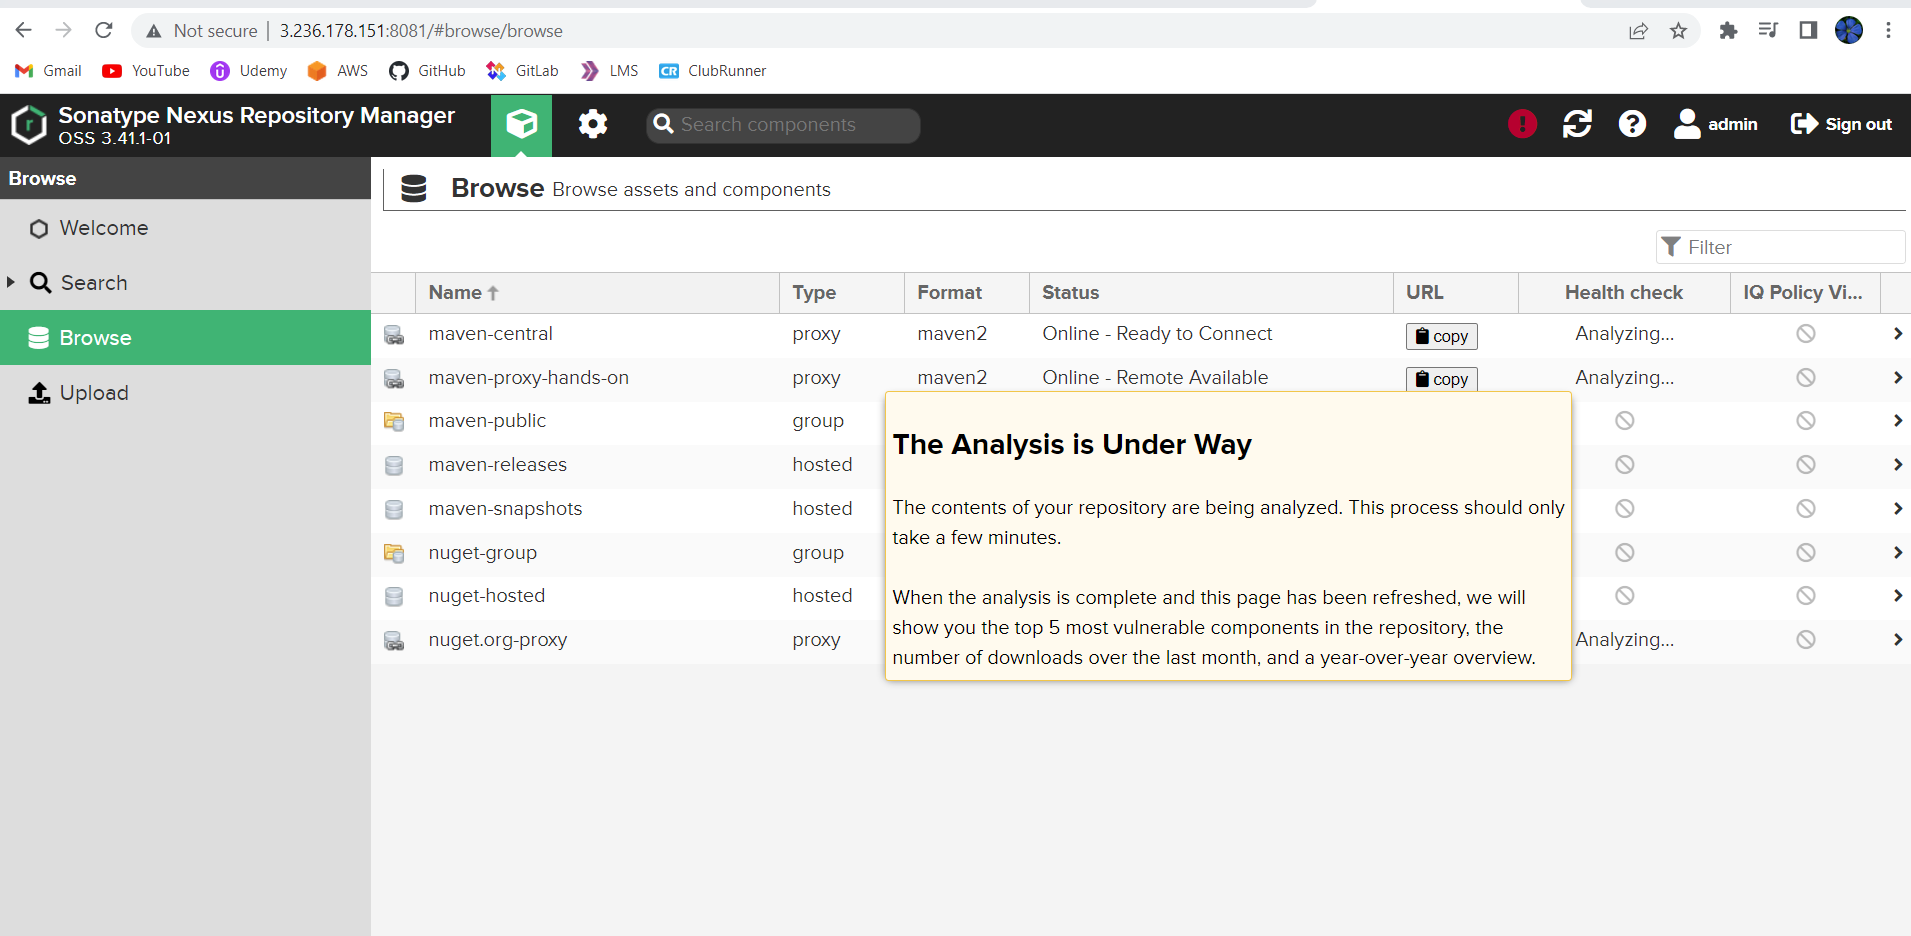 Not secure | 3.236.178.151:8081/#browse/browse
Gmail YouTube Udemy AWS GitHub GitLab CR LMS ClubRunner
Sonatype Nexus Repository Manager
OSS 3.41.1-01
Search components
admin Sign out
Browse
Welcome
Search
Browse
Upload
Browse Browse assets and components
Filter
Name Type Format Status URL Health check IQ Policy Vi...
maven-central proxy maven2 Online - Ready to Connect copy Analyzing...
maven-proxy-hands-on proxy maven2 Online - Remote Available copy Analyzing...
maven-public group
maven-releases hosted
maven-snapshots hosted
nuget-group group
nuget-hosted hosted
nuget.org-proxy proxy Analyzing...
The Analysis is Under Way
The contents of your repository are being analyzed. This process should only
take a few minutes.
When the analysis is complete and this page has been refreshed, we will
show you the top 5 most vulnerable components in the repository, the
number of downloads over the last month, and a year-over-year overview.